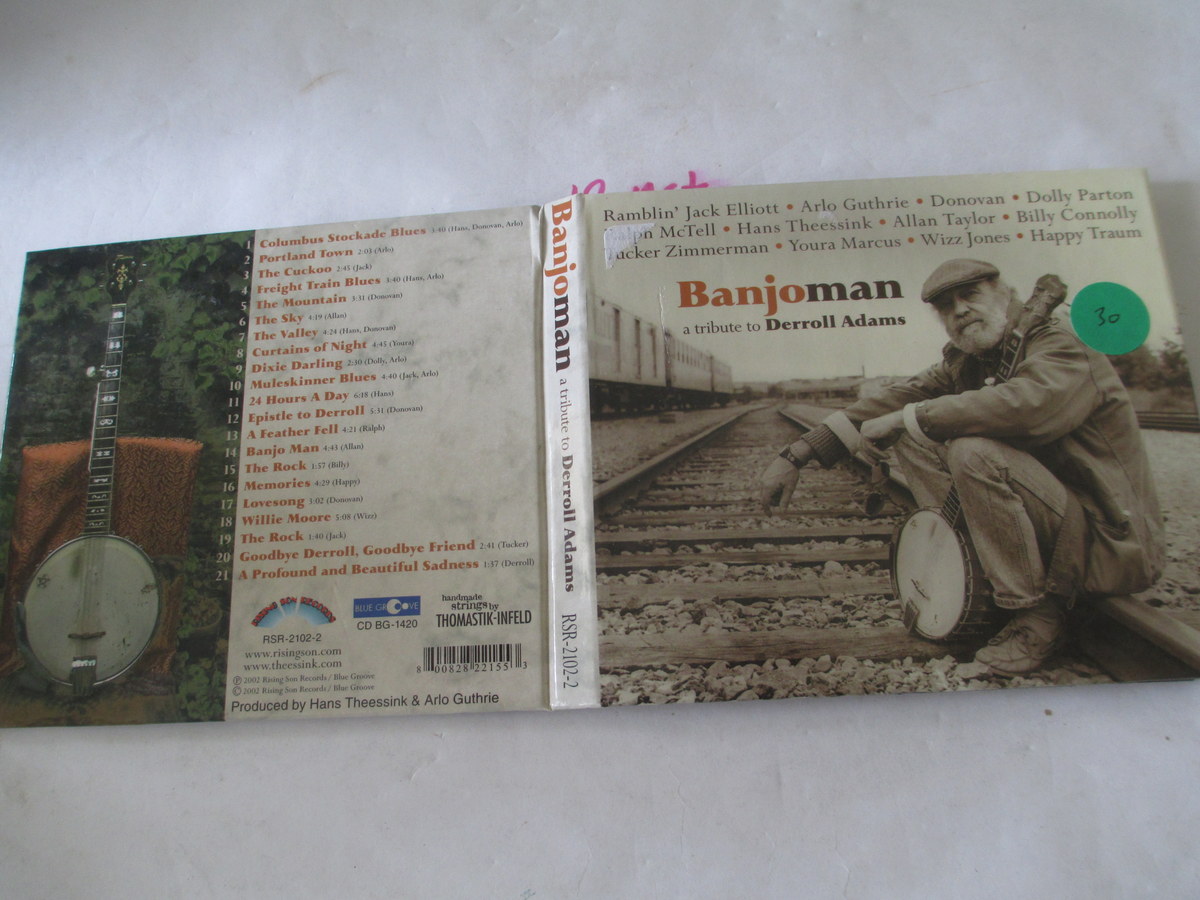 1 Columbus Stockade Blues 3:40 (Hans, Donovan, Arlo)
2 Portland Town 2:03 (Arlo)
3 The Cuckoo 2:45 (Jack)
4 Freight Train Blues 3:40 (Hans, Arlo)
5 The Mountain 3:31 (Donovan)
6 The Sky 4:19 (Allan)
7 The Valley 4:24 (Hans, Donovan)
8 Curtains of Night 4:45 (Youra)
9 Dixie Darling 2:30 (Dolly, Arlo)
10 Muleskinner Blues 4:40 (Jack, Arlo)
11 24 Hours A Day 6:18 (Hans)
12 Epistle to Derroll 5:31 (Donovan)
13 A Feather Fell 4:21 (Ralph)
14 Banjo Man 4:43 (Allan)
15 The Rock 1:57 (Billy)
16 Memories 4:29 (Happy)
17 Lovesong 1:02 (Donovan)
18 Willie Moore 5:08 (Wizz)
19 The Rock 1:40 (Jack)
20 Goodbye Derroll, Goodbye Friend 2:41 (Tucker)
21 A Profound and Beautiful Sadness 1:37 (Derroll)
RISING SON RECORDS
RSR-2102-2
BLUE GROOVE
CD BG-1420
handmade
strings by
THOMASTIK-INFELD
www.risingson.com
www.theessink.com
℗ 2002 Rising Son Records / Blue Groove
© 2002 Rising Son Records / Blue Groove
8 00828 22155 3
Produced by Hans Theessink & Arlo Guthrie
Banjoman a tribute to Derroll Adams RSR-2102-2
Ramblin' Jack Elliott • Arlo Guthrie • Donovan • Dolly Parton
Ralph McTell • Hans Theessink • Allan Taylor • Billy Connolly
Tucker Zimmerman • Youra Marcus • Wizz Jones • Happy Traum
Banjoman
a tribute to Derroll Adams
30